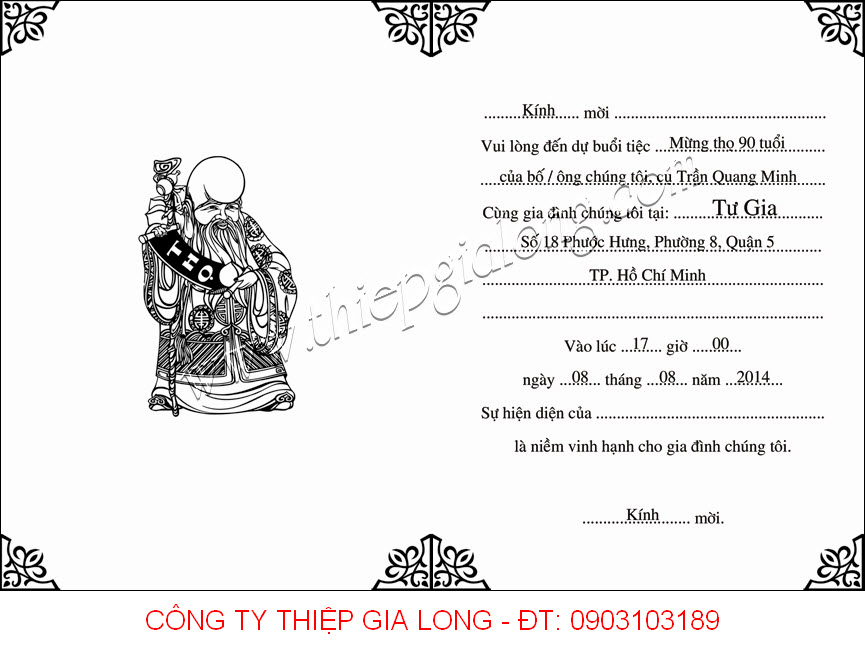 THỌ
Kính mời
Vui lòng đến dự buổi tiệc Mừng thọ 90 tuổi
của bố / ông chúng tôi, cụ Trần Quang Minh
Cùng gia đình chúng tôi tại: Tư Gia
Số 18 Phước Hưng, Phường 8, Quận 5
TP. Hồ Chí Minh
Vào lúc 17 giờ 00
ngày 08 tháng 08 năm 2014
Sự hiện diện của
là niềm vinh hạnh cho gia đình chúng tôi.
Kính mời.
www.thiepgialong.com
CÔNG TY THIỆP GIA LONG - ĐT: 0903103189